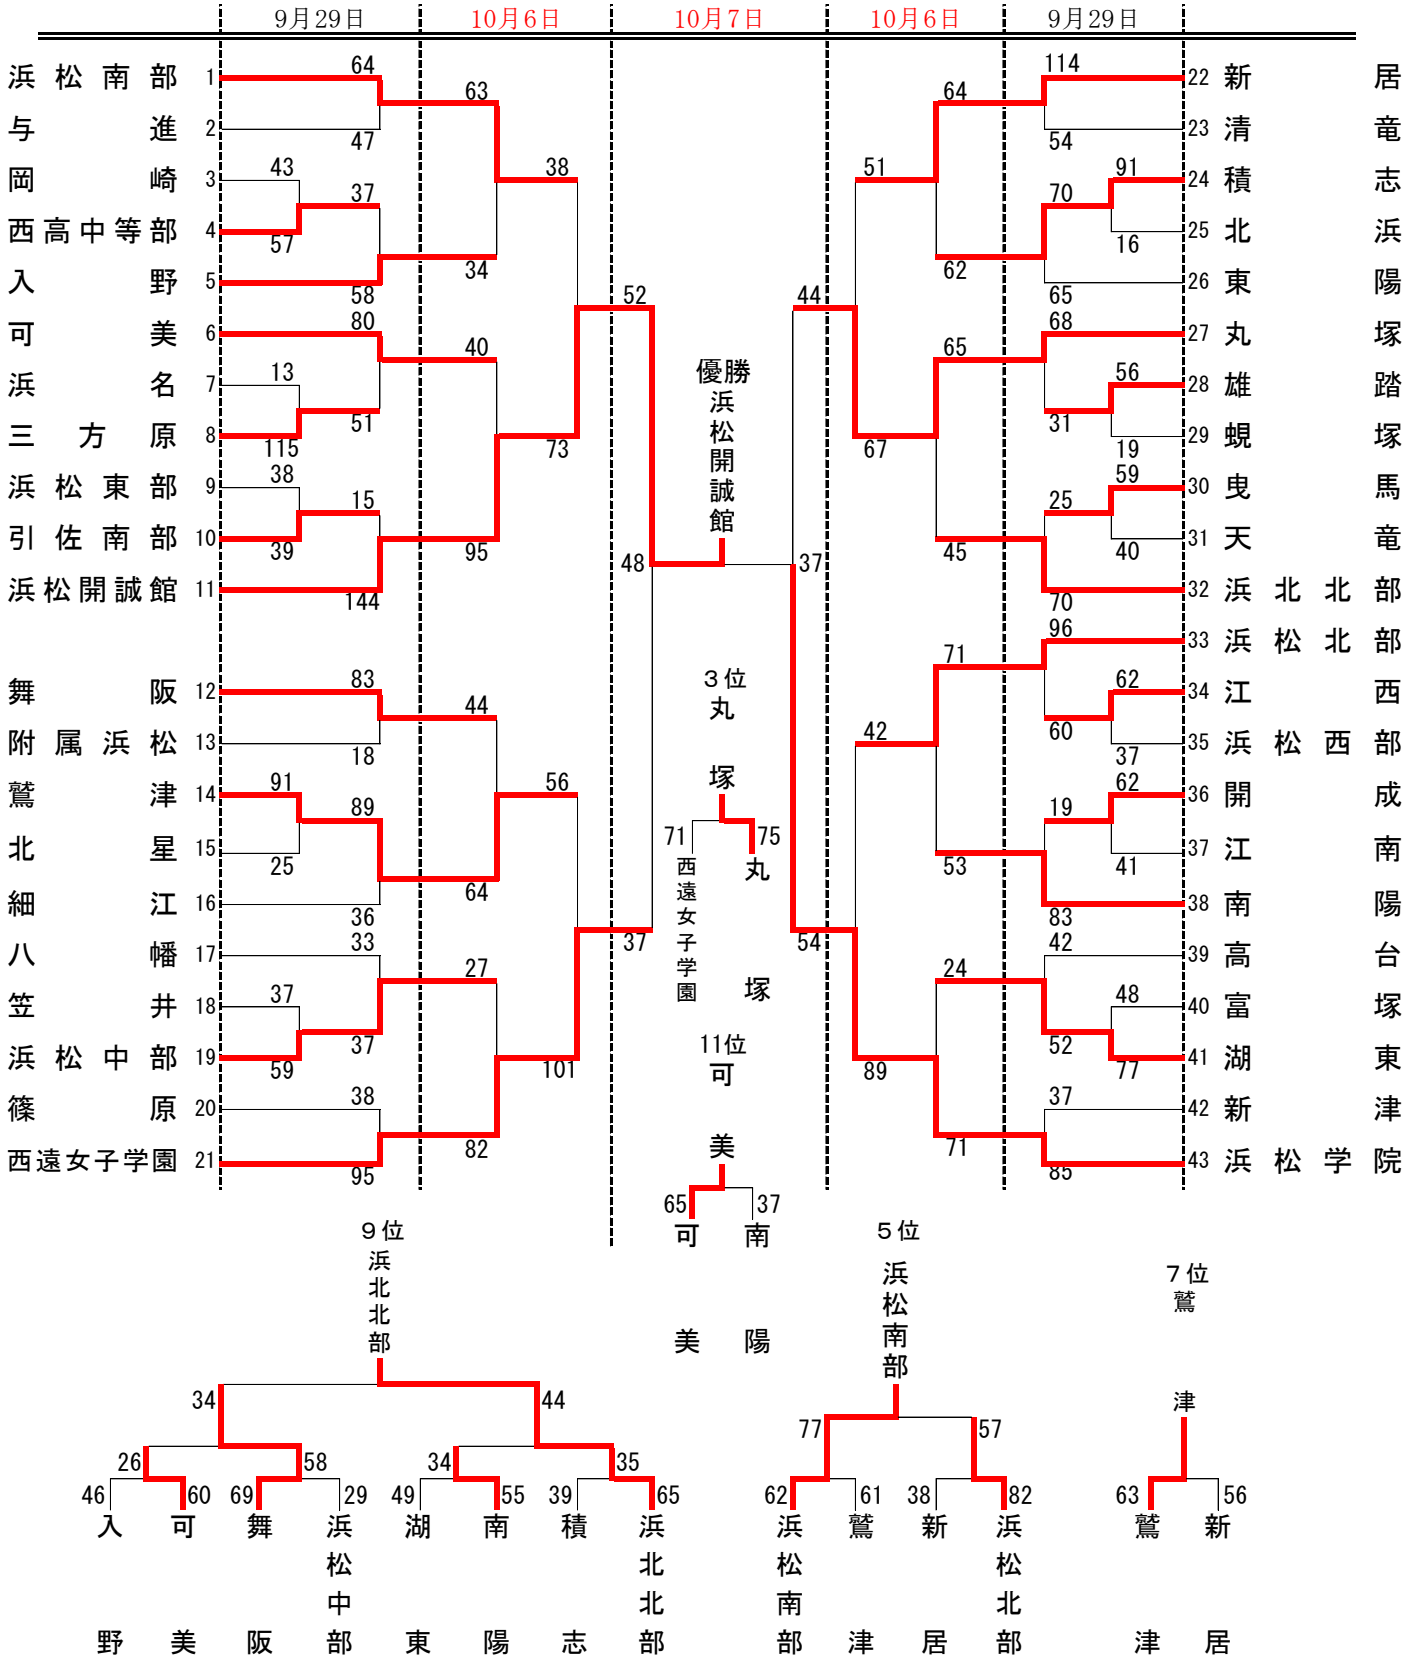 9月29日 10月6日 10月7日 10月6日 9月29日
浜松南部 1 64 63 64 114 22 新居
与進 2 47 54 23 清竜
岡崎 3 43 37 38 51 70 91 24 積志
西高中等部 4 57 16 25 北浜
入野 5 58 34 62 65 26 東陽
52 44
可美 6 80 40 65 68 27 丸塚
浜名 7 13 56 28 雄踏
三方原 8 115 51 73 67 31 19 29 蜆塚
浜松東部 9 38 15 25 59 30 曳馬
引佐南部 10 39 95 45 40 31 天竜
浜松開誠館 11 144 70 32 浜北北部
優勝
浜松開誠館
48 37
96 33 浜松北部
71
舞阪 12 83 44 62 34 江西
附属浜松 13 18 42 60 37 35 浜松西部
鷲津 14 91 89 56 19 62 36 開成
北星 15 25 41 37 江南
細江 16 36 64 53 83 38 南陽
3位
丸塚
71 75
西遠女子学園 丸塚
八幡 17 33 37 54 42 39 高台
笠井 18 37 27 24 48 40 富塚
浜松中部 19 59 37 101 89 52 77 41 湖東
篠原 20 38 37 42 新津
西遠女子学園 21 95 82 71 85 43 浜松学院
11位
可美
65 37
可美 南陽
9位
浜北北部
34 44
26 58 34 35
46 60 69 29 49 55 39 65
入野 可美 舞阪 浜松中部 湖東 南陽 積志 浜北北部
5位
浜松南部
77 57
62 61 38 82
浜松南部 鷲津 新居 浜松北部
7位
鷲津
63 56
鷲津 新居